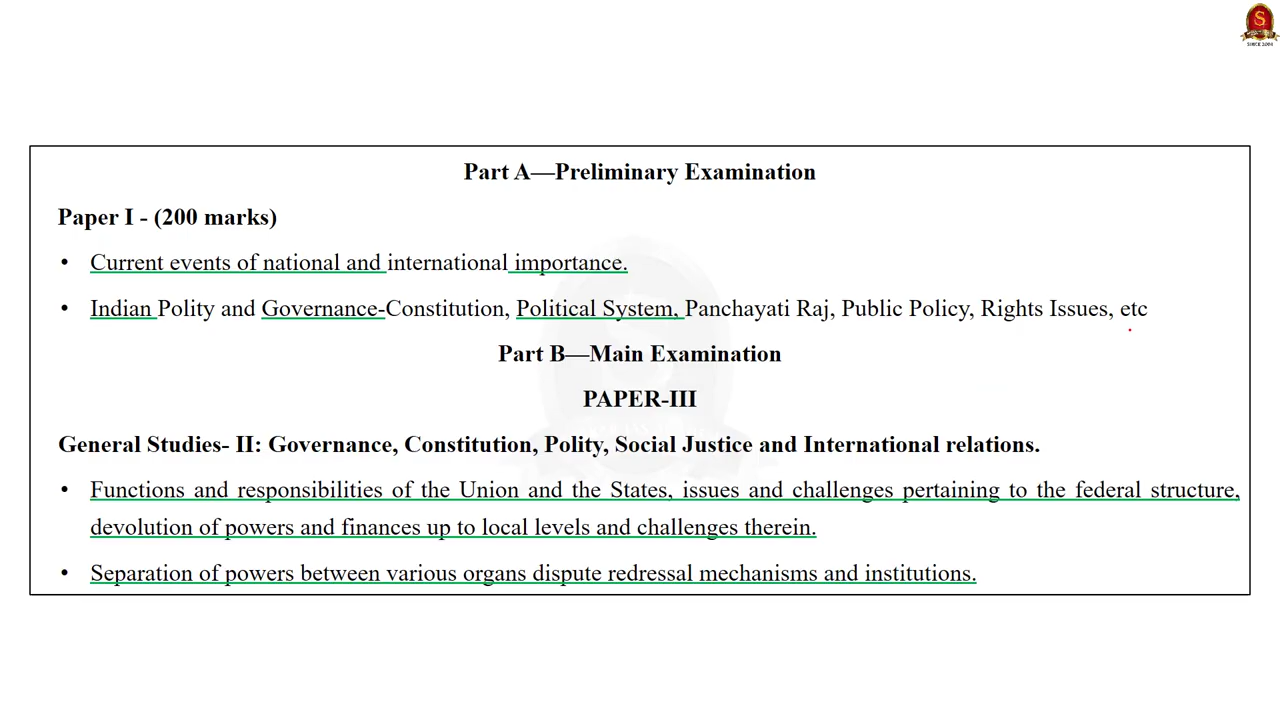 S
SINCE 2004
Part A—Preliminary Examination
Paper I - (200 marks)
• Current events of national and international importance.
• Indian Polity and Governance-Constitution, Political System, Panchayati Raj, Public Policy, Rights Issues, etc
Part B—Main Examination
PAPER-III
General Studies- II: Governance, Constitution, Polity, Social Justice and International relations.
• Functions and responsibilities of the Union and the States, issues and challenges pertaining to the federal structure,
devolution of powers and finances up to local levels and challenges therein.
• Separation of powers between various organs dispute redressal mechanisms and institutions.